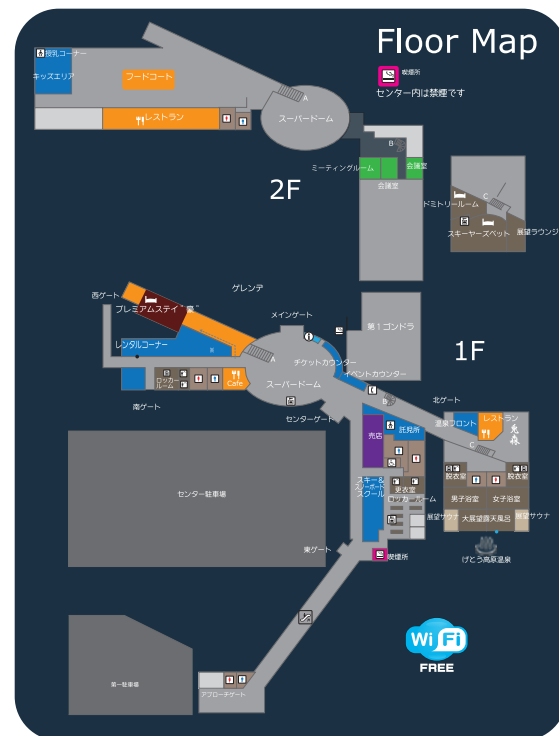 Floor Map
喫煙所
センター内は禁煙です
授乳コーナー
キッズエリア
フードコート
レストラン
A
スーパードーム
B
ミーティングルーム
会議室
会議室
2F
C
ドミトリールーム
スキーヤーズベット
展望ラウンジ
西ゲート
ゲレンデ
プレミアムステイ
メインゲート
第1ゴンドラ
レンタルコーナー
A
チケットカウンター
イベントカウンター
1F
ロッカー
ルーム
Cafe
スーパードーム
B
南ゲート
センターゲート
北ゲート
温泉フロント
レストラン
兎森
売店
託見所
C
脱衣室
脱衣室
スキー&
スノーボード
スクール
更衣室
ロッカールーム
男子浴室
女子浴室
展望サウナ
大展望露天風呂
展望サウナ
センター駐車場
東ゲート
喫煙所
げとう高原温泉
Wi Fi
FREE
第一駐車場
アプローチゲート